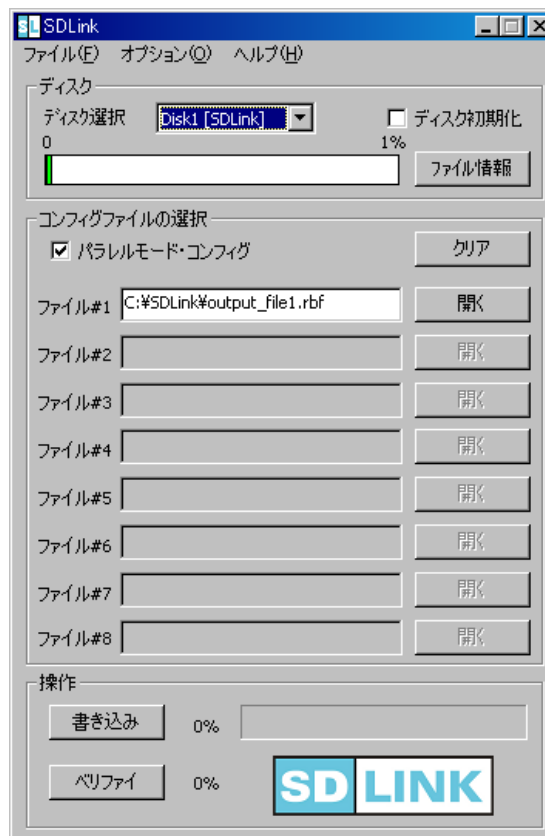 SL SDLink
ファイル(F) オプション(O) ヘルプ(H)
ディスク
ディスク選択 Disk1 [SDLink] ディスク初期化
0 1%
ファイル情報
コンフィグファイルの選択
パラレルモード・コンフィグ クリア
ファイル#1 C:¥SDLink¥output_file1.rbf 開く
ファイル#2 開く
ファイル#3 開く
ファイル#4 開く
ファイル#5 開く
ファイル#6 開く
ファイル#7 開く
ファイル#8 開く
操作
書き込み 0%
ベリファイ 0%
SD LINK